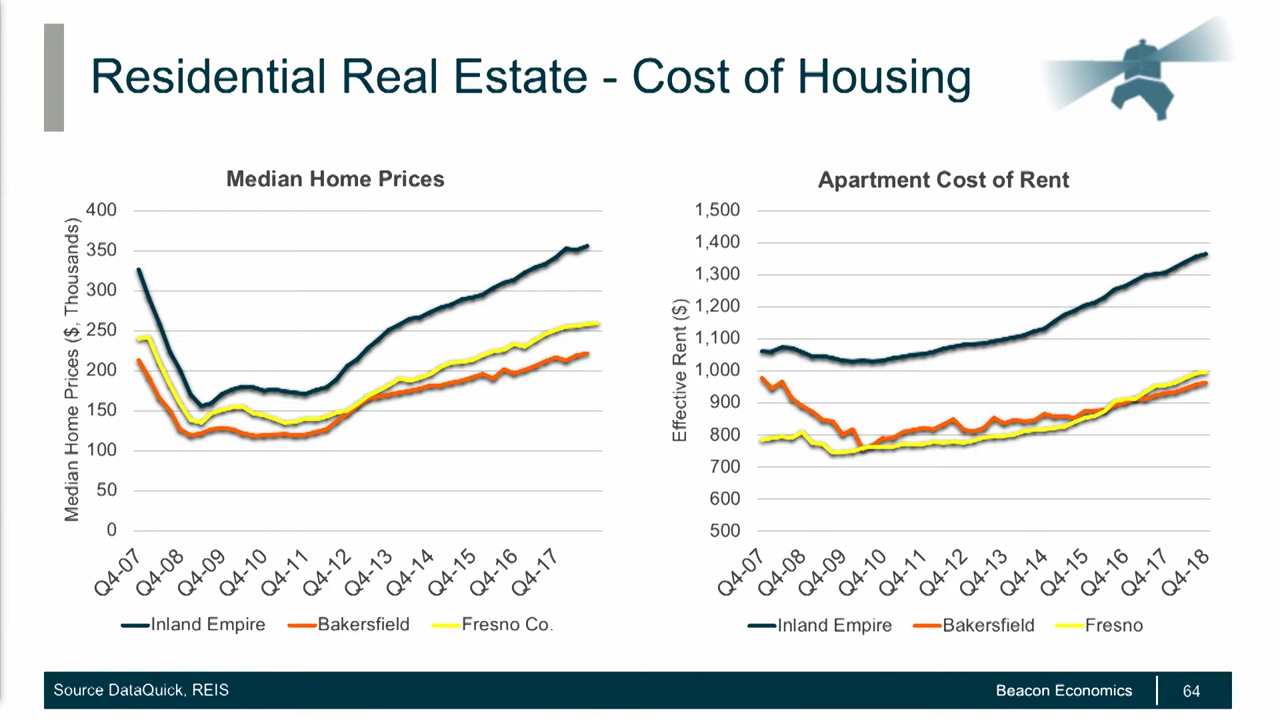 Residential Real Estate - Cost of Housing
Median Home Prices
Median Home Prices ($, Thousands)
400
350
300
250
200
150
100
50
0
Q4-07
Q4-08
Q4-09
Q4-10
Q4-11
Q4-12
Q4-13
Q4-14
Q4-15
Q4-16
Q4-17
Inland Empire
Bakersfield
Fresno Co.
Apartment Cost of Rent
Effective Rent ($)
1,500
1,400
1,300
1,200
1,100
1,000
900
800
700
600
500
Q4-07
Q4-08
Q4-09
Q4-10
Q4-11
Q4-12
Q4-13
Q4-14
Q4-15
Q4-16
Q4-17
Q4-18
Inland Empire
Bakersfield
Fresno
Source DataQuick, REIS
Beacon Economics
64